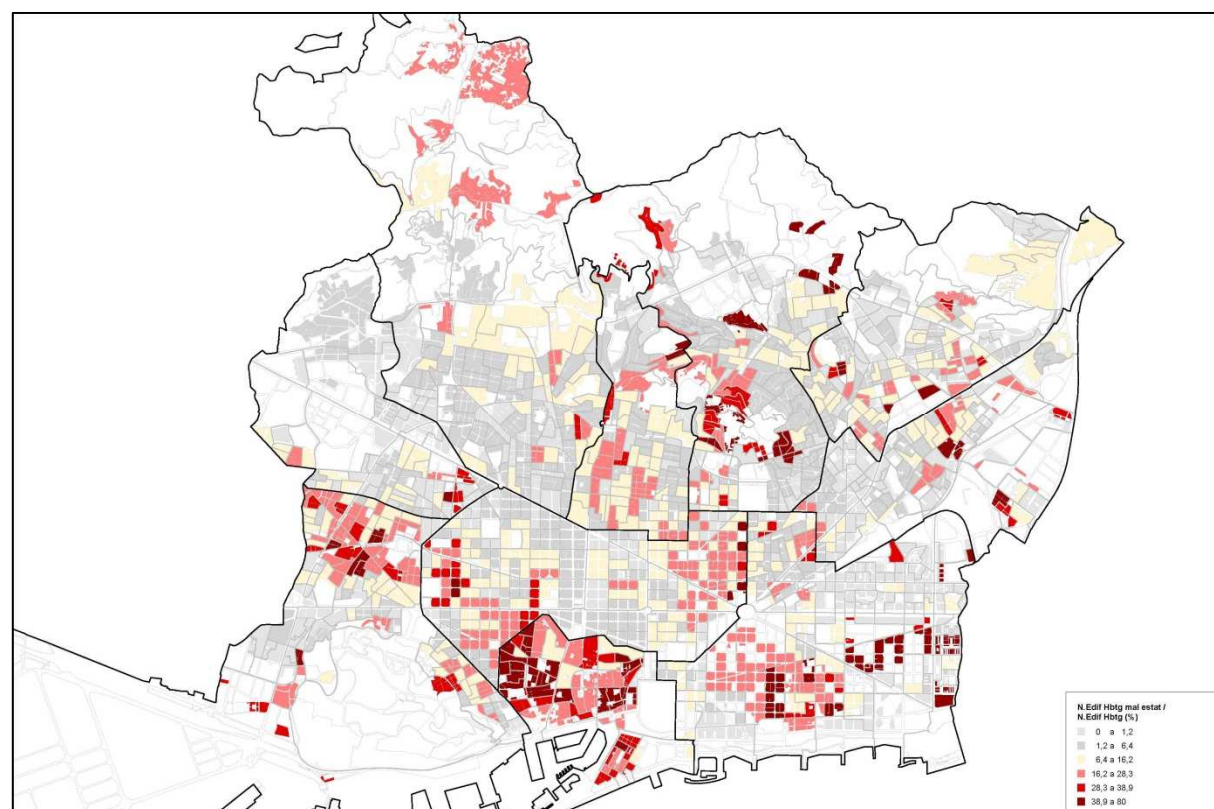 N.Edif Hbtg mal estat /
N.Edif Hbtg (%)
0 a 1,2
1,2 a 6,4
6,4 a 16,2
16,2 a 28,3
28,3 a 38,9
38,9 a 80